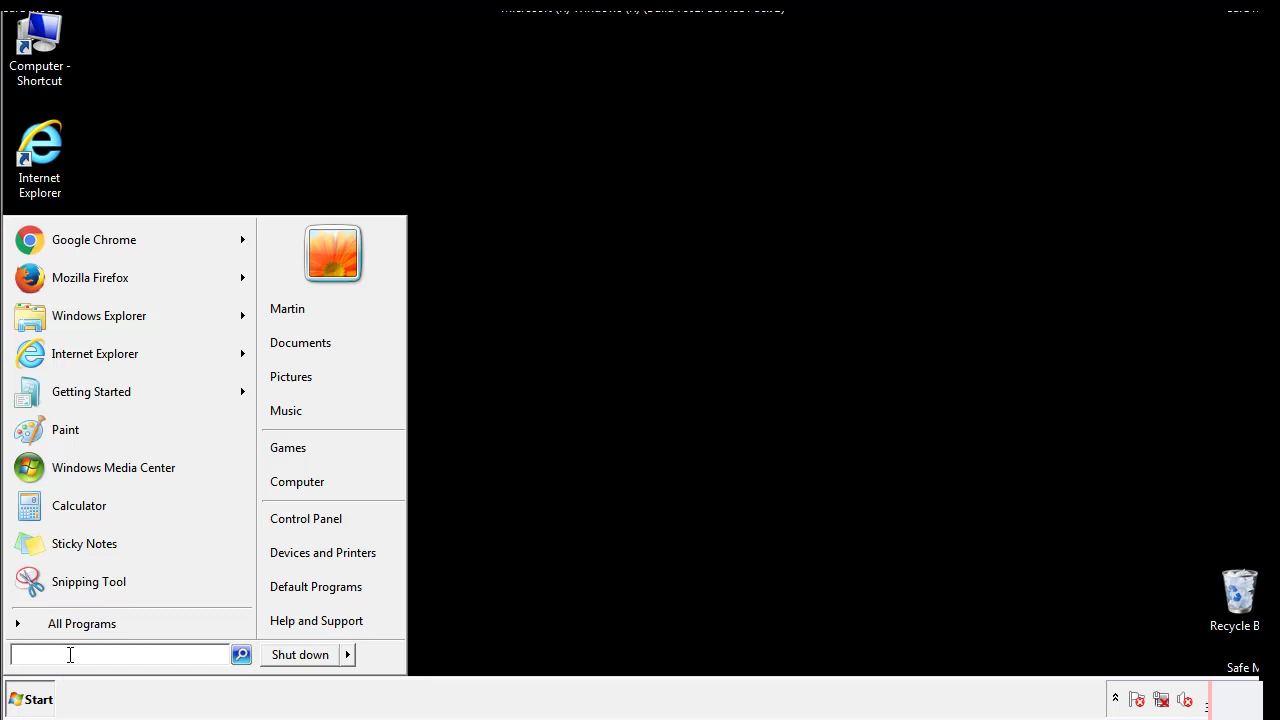 Computer -
Shortcut
Internet
Explorer
Google Chrome
Mozilla Firefox
Windows Explorer
Internet Explorer
Getting Started
Paint
Windows Media Center
Calculator
Sticky Notes
Snipping Tool
All Programs
Martin
Documents
Pictures
Music
Games
Computer
Control Panel
Devices and Printers
Default Programs
Help and Support
Shut down
Recycle B
Safe M
Start